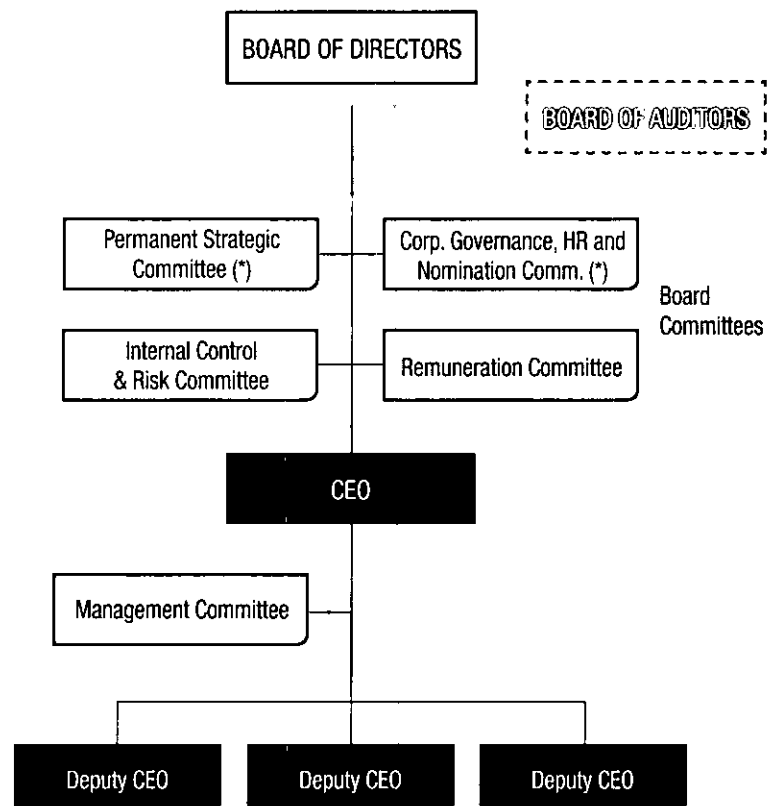 BOARD OF DIRECTORS
BOARD OF AUDITORS
Permanent Strategic
Committee (*)
Corp. Governance, HR and
Nomination Comm. (*)
Board
Committees
Internal Control
& Risk Committee
Remuneration Committee
CEO
Management Committee
Deputy CEO
Deputy CEO
Deputy CEO